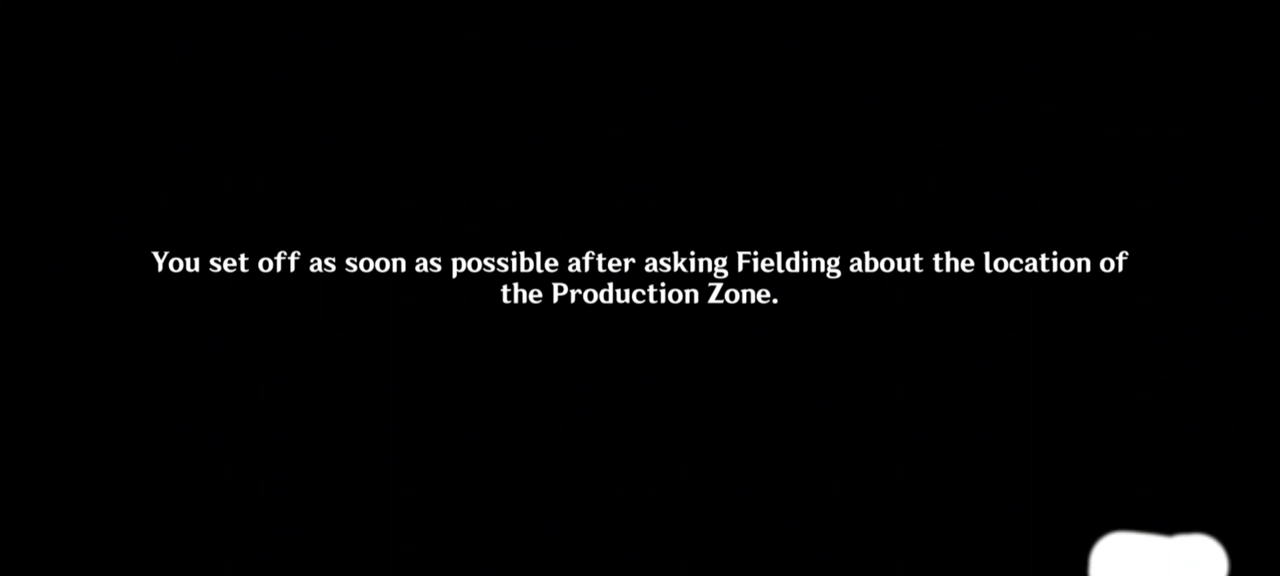 You set off as soon as possible after asking Fielding about the location of
the Production Zone.